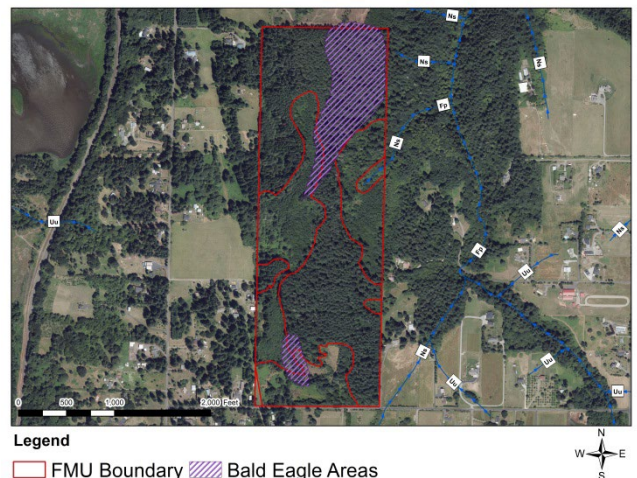 Ns
Ns
Ns
Fp
Ns
Uu
Ns
Fp
Uu
Ns
Uu
Uu
Uu
0 500 1,000 2,000 Feet
Legend
FMU Boundary Bald Eagle Areas
N
W E
S